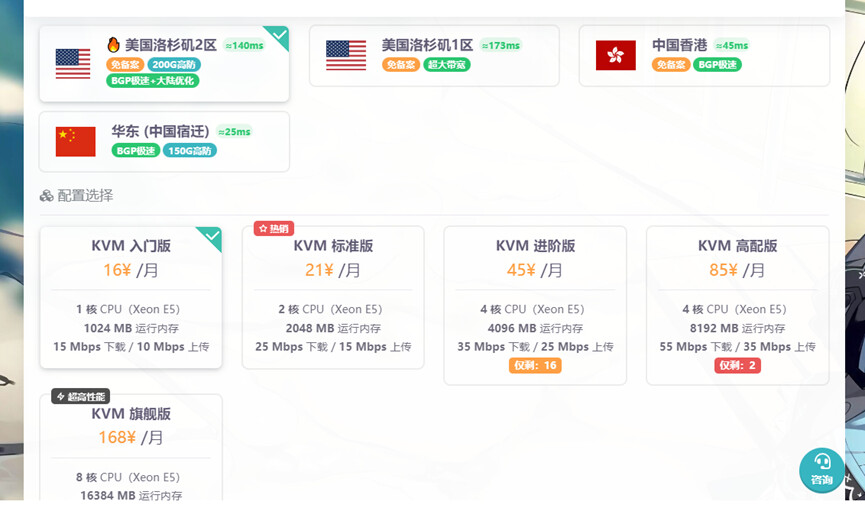 美国洛杉矶2区 ≈140ms
免备案 200G高防
BGP极速+大陆优化
美国洛杉矶1区 ≈173ms
免备案 超大带宽
中国香港 ≈45ms
免备案 BGP极速
华东 (中国宿迁) ≈25ms
BGP极速 150G高防
配置选择
KVM 入门版
16¥ /月
1 核 CPU（Xeon E5）
1024 MB 运行内存
15 Mbps 下载 / 10 Mbps 上传
热销
KVM 标准版
21¥ /月
2 核 CPU（Xeon E5）
2048 MB 运行内存
25 Mbps 下载 / 15 Mbps 上传
KVM 进阶版
45¥ /月
4 核 CPU（Xeon E5）
4096 MB 运行内存
35 Mbps 下载 / 25 Mbps 上传
仅剩：16
KVM 高配版
85¥ /月
4 核 CPU（Xeon E5）
8192 MB 运行内存
55 Mbps 下载 / 35 Mbps 上传
仅剩：2
超高性能
KVM 旗舰版
168¥ /月
8 核 CPU（Xeon E5）
16384 MB 运行内存
咨询